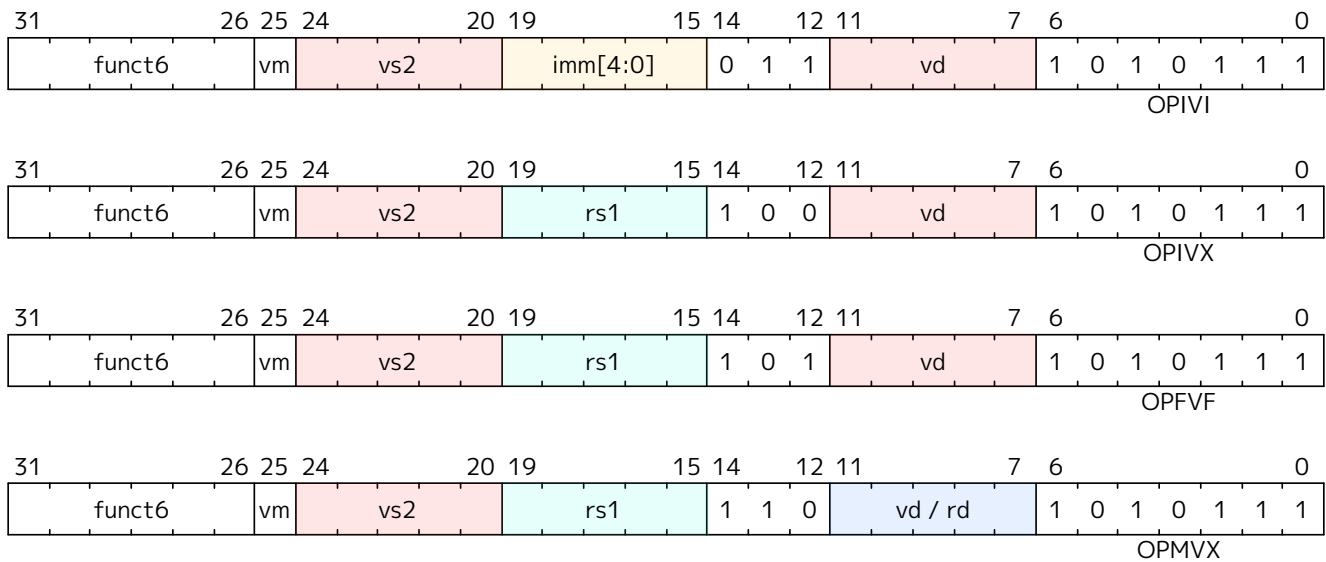 31 26 25 24 20 19 15 14 12 11 7 6 0
funct6 vm vs2 imm[4:0] 0 1 1 vd 1 0 1 0 1 1 1
OPIVI
31 26 25 24 20 19 15 14 12 11 7 6 0
funct6 vm vs2 rs1 1 0 0 vd 1 0 1 0 1 1 1
OPIVX
31 26 25 24 20 19 15 14 12 11 7 6 0
funct6 vm vs2 rs1 1 0 1 vd 1 0 1 0 1 1 1
OPFVF
31 26 25 24 20 19 15 14 12 11 7 6 0
funct6 vm vs2 rs1 1 1 0 vd / rd 1 0 1 0 1 1 1
OPMVX